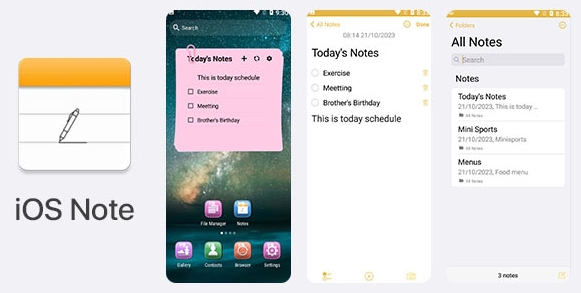 iOS Note
Search
Today's Notes
This is today schedule
Exercise
Meetting
Brother's Birthday
File Manager
Notes
Gallery
Contacts
Browser
Settings
All Notes
Done
08:14 21/10/2023
Today's Notes
Exercise
Meetting
Brother's Birthday
This is today schedule
Folders
All Notes
Search
Notes
Today's Notes
21/10/2023, This is today ..
All Notes
Mini Sports
21/10/2023, Minisports
All Notes
Menus
21/10/2023, Food menu
All Notes
3 notes